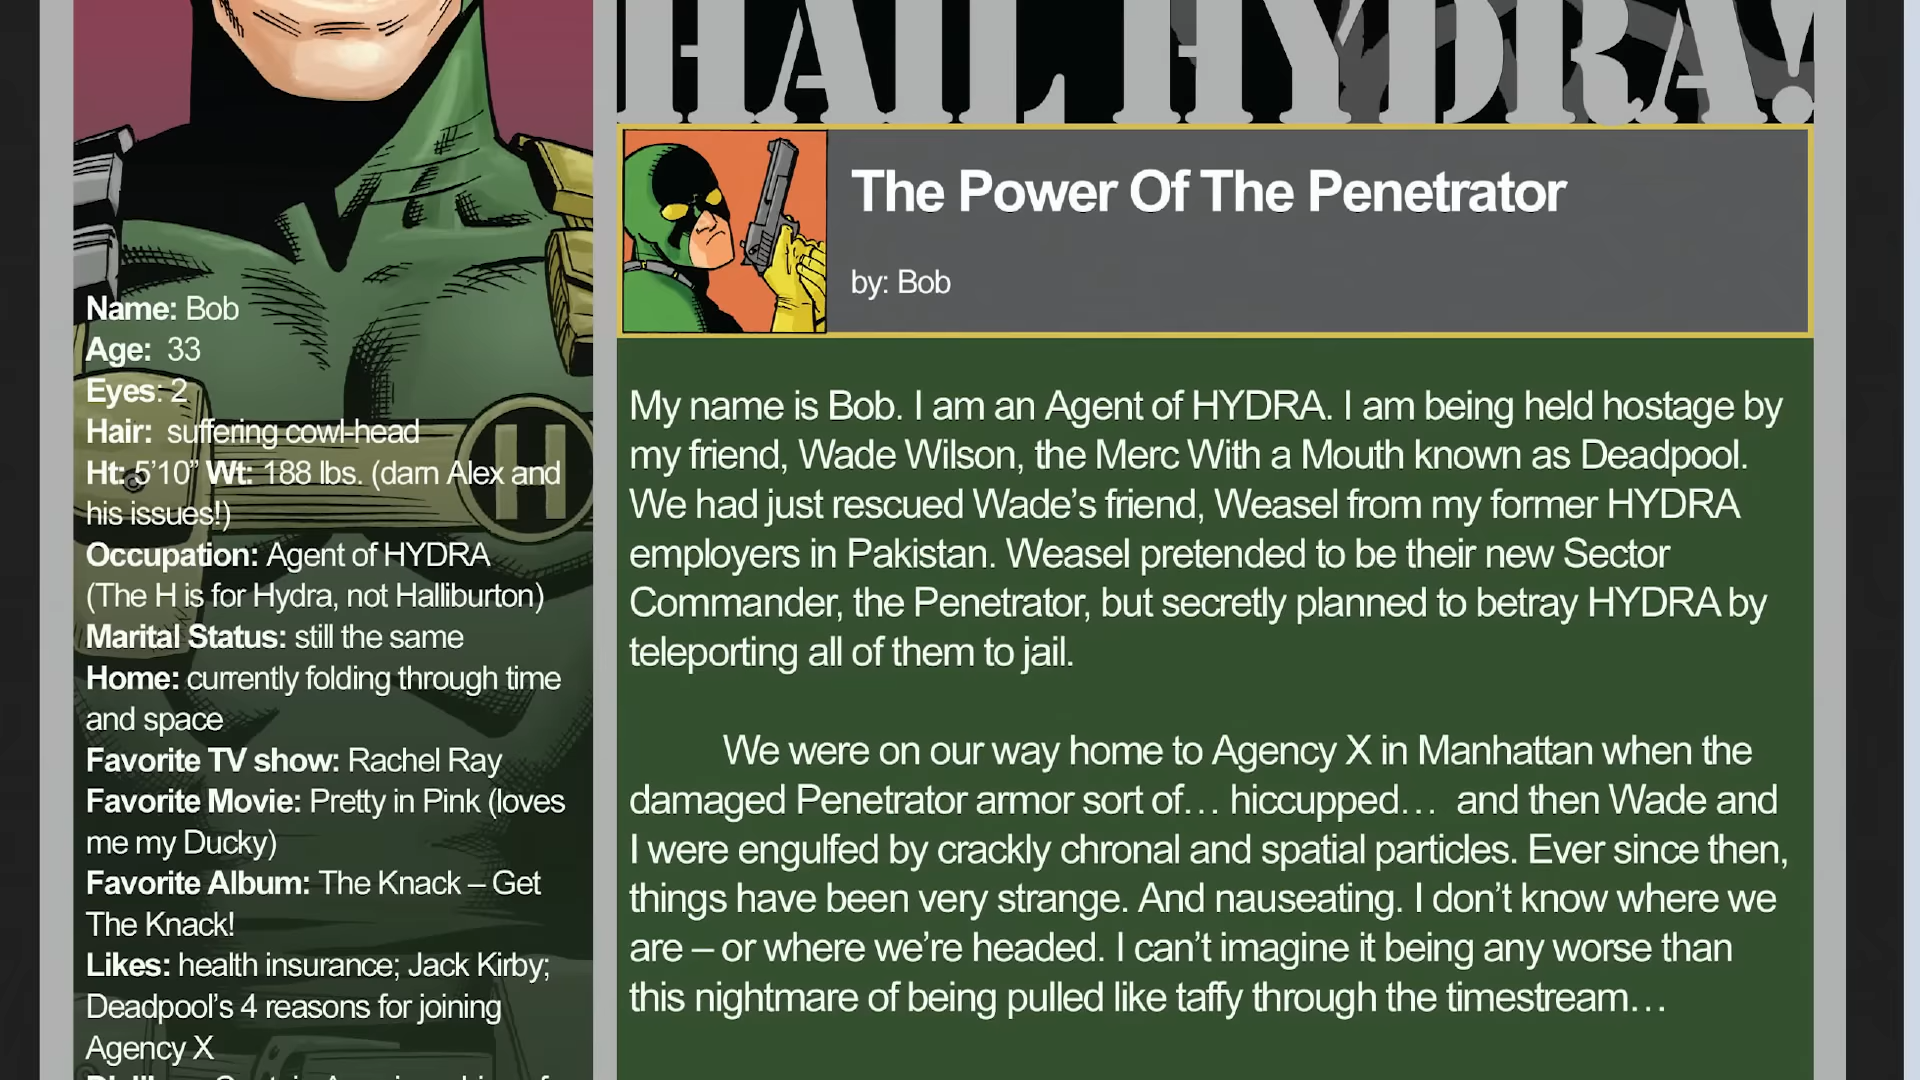 HAIL HYDRA!
The Power Of The Penetrator
by: Bob
Name: Bob
Age: 33
Eyes: 2
Hair: suffering cowl-head
Ht: 5’10” Wt: 188 lbs. (darn Alex and
his issues!)
Occupation: Agent of HYDRA
(The H is for Hydra, not Halliburton)
Marital Status: still the same
Home: currently folding through time
and space
Favorite TV show: Rachel Ray
Favorite Movie: Pretty in Pink (loves
me my Ducky)
Favorite Album: The Knack – Get
The Knack!
Likes: health insurance; Jack Kirby;
Deadpool’s 4 reasons for joining
Agency X
H
My name is Bob. I am an Agent of HYDRA. I am being held hostage by
my friend, Wade Wilson, the Merc With a Mouth known as Deadpool.
We had just rescued Wade’s friend, Weasel from my former HYDRA
employers in Pakistan. Weasel pretended to be their new Sector
Commander, the Penetrator, but secretly planned to betray HYDRA by
teleporting all of them to jail.
We were on our way home to Agency X in Manhattan when the
damaged Penetrator armor sort of… hiccupped… and then Wade and
I were engulfed by crackly chronal and spatial particles. Ever since then,
things have been very strange. And nauseating. I don’t know where we
are – or where we’re headed. I can’t imagine it being any worse than
this nightmare of being pulled like taffy through the timestream…